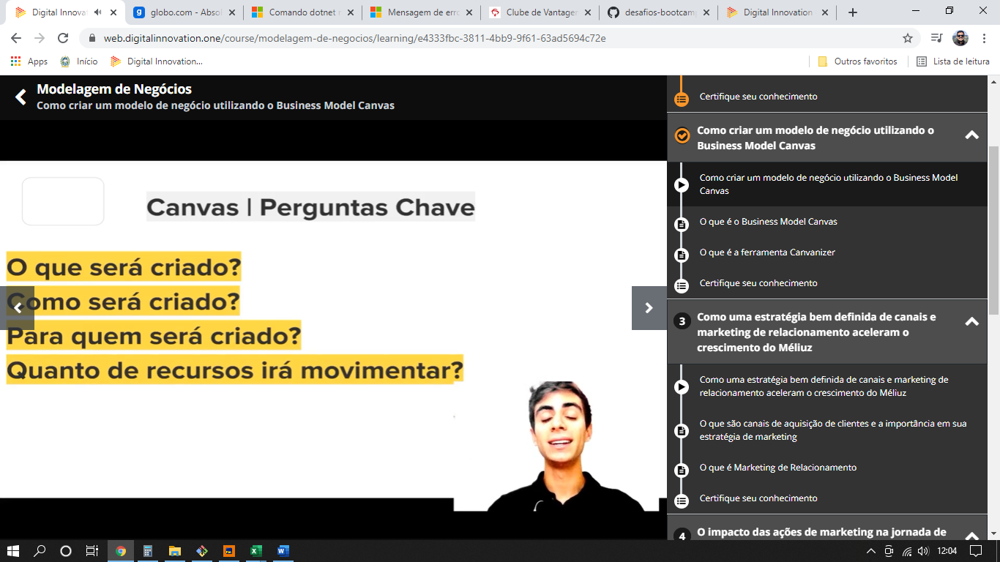 Digital Innova
globo.com - Absol
Comando dotnet r
Mensagem de erro
Clube de Vantagen
desafios-bootcamp
Digital Innovation
web.digitalinnovation.one/course/modelagem-de-negocios/learning/e4333fbc-3811-4bb9-9f61-63ad5694c72e
Apps
Início
Digital Innovation...
Outros favoritos
Lista de leitura
Modelagem de Negócios
Como criar um modelo de negócio utilizando o Business Model Canvas
Canvas | Perguntas Chave
O que será criado?
Como será criado?
Para quem será criado?
Quanto de recursos irá movimentar?
Certifique seu conhecimento
Como criar um modelo de negócio utilizando o
Business Model Canvas
Como criar um modelo de negócio utilizando o Business Model
Canvas
O que é o Business Model Canvas
O que é a ferramenta Canvanizer
Certifique seu conhecimento
3
Como uma estratégia bem definida de canais e
marketing de relacionamento aceleram o
crescimento do Méliuz
Como uma estratégia bem definida de canais e marketing de
relacionamento aceleram o crescimento do Méliuz
O que são canais de aquisição de clientes e a importância em sua
estratégia de marketing
O que é Marketing de Relacionamento
Certifique seu conhecimento
4
O impacto das ações de marketing na jornada de
12:04